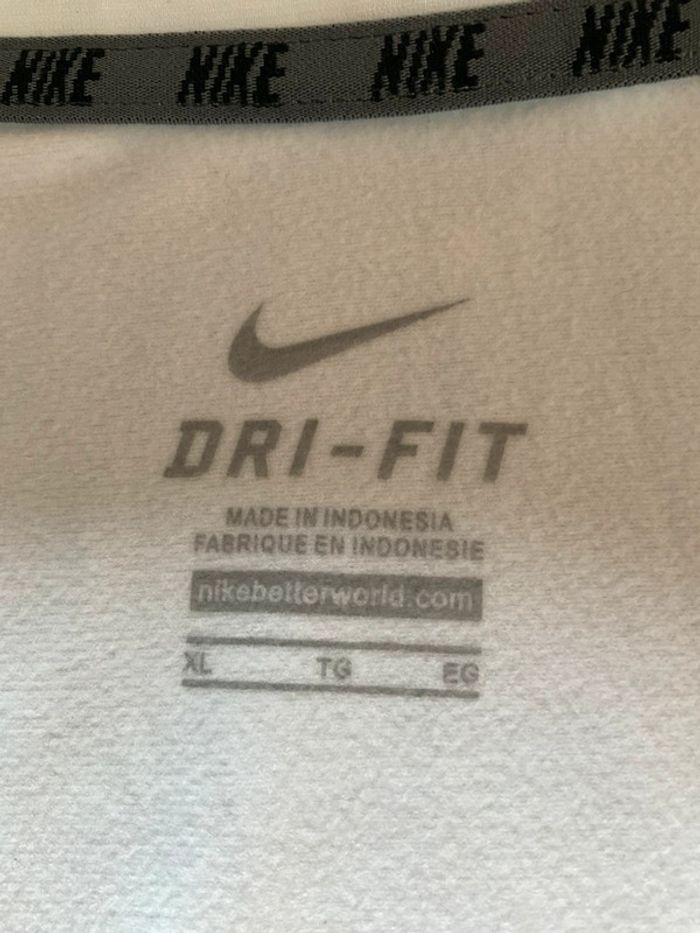 NIKE NIKE NIKE NIKE
DRI-FIT
MADE IN INDONESIA
FABRIQUE EN INDONESIE
nikebetterworld.com
XL TG EG